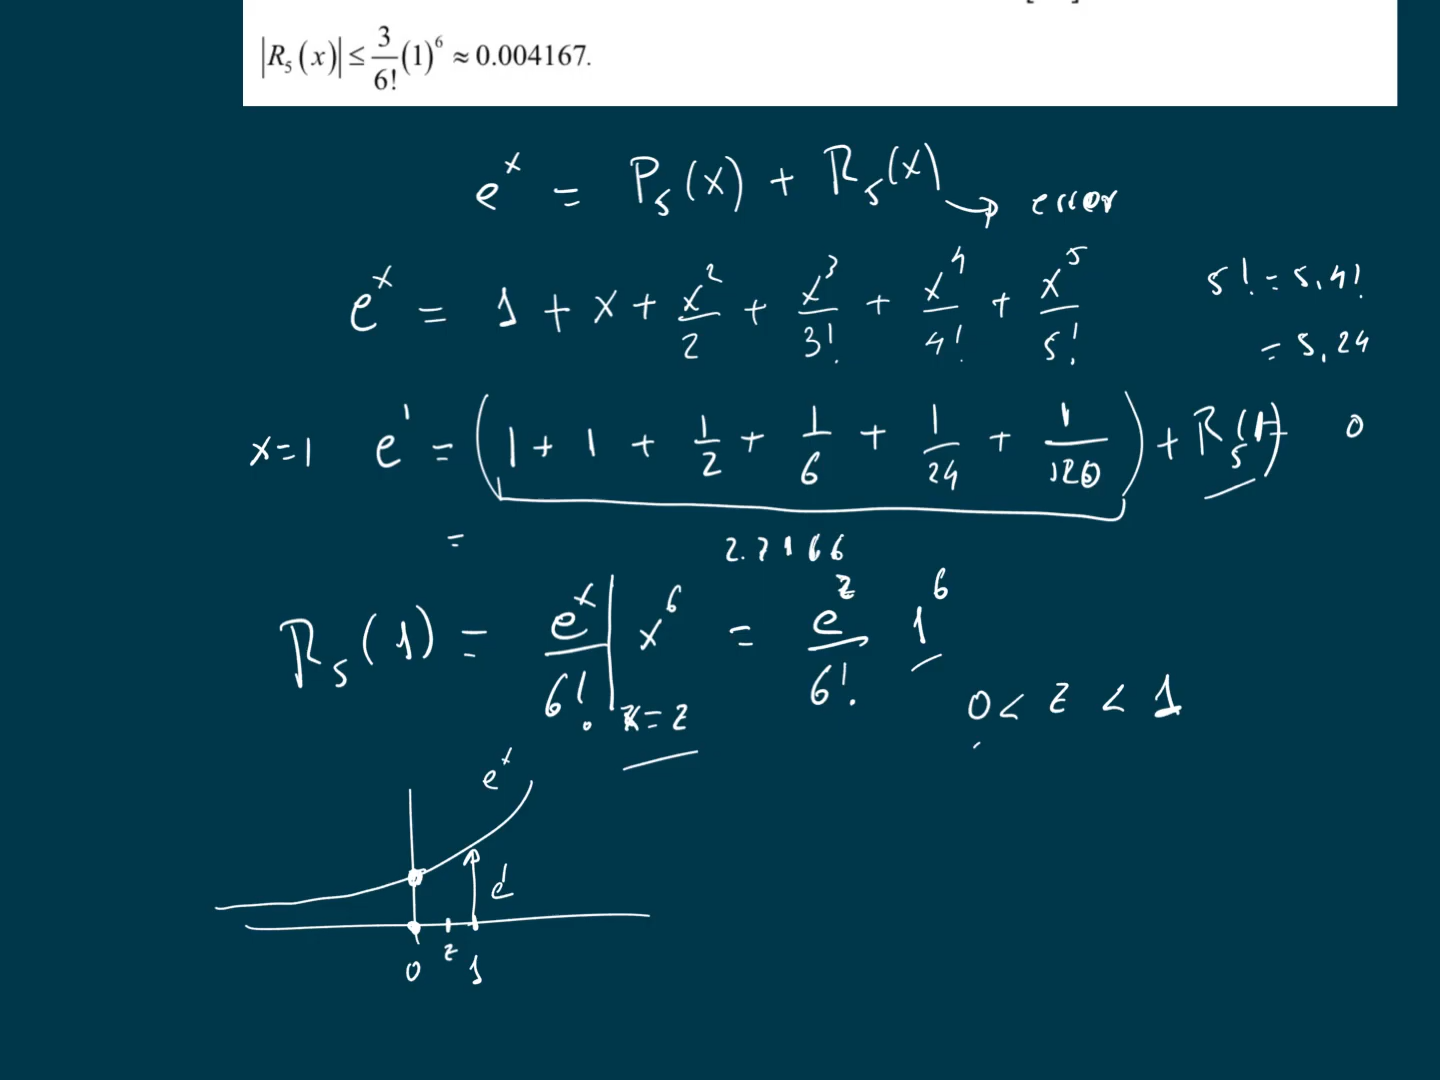 |R₅(x)| ≤ 3/6! (1)⁶ ≈ 0.004167.
eˣ = P₅(x) + R₅(x) → error
eˣ = 1 + x + x²/2 + x³/3! + x⁴/4! + x⁵/5!
5! = 5.4!
= 5.24
x=1 e¹ = (1 + 1 + 1/2 + 1/6 + 1/24 + 1/120) + R₅(1) 0
= 2.7166
R₅(1) = eˣ/6! | x=z x⁶ = eᶻ/6! 1⁶
0 < z < 1
eˣ
e¹
0 z 1